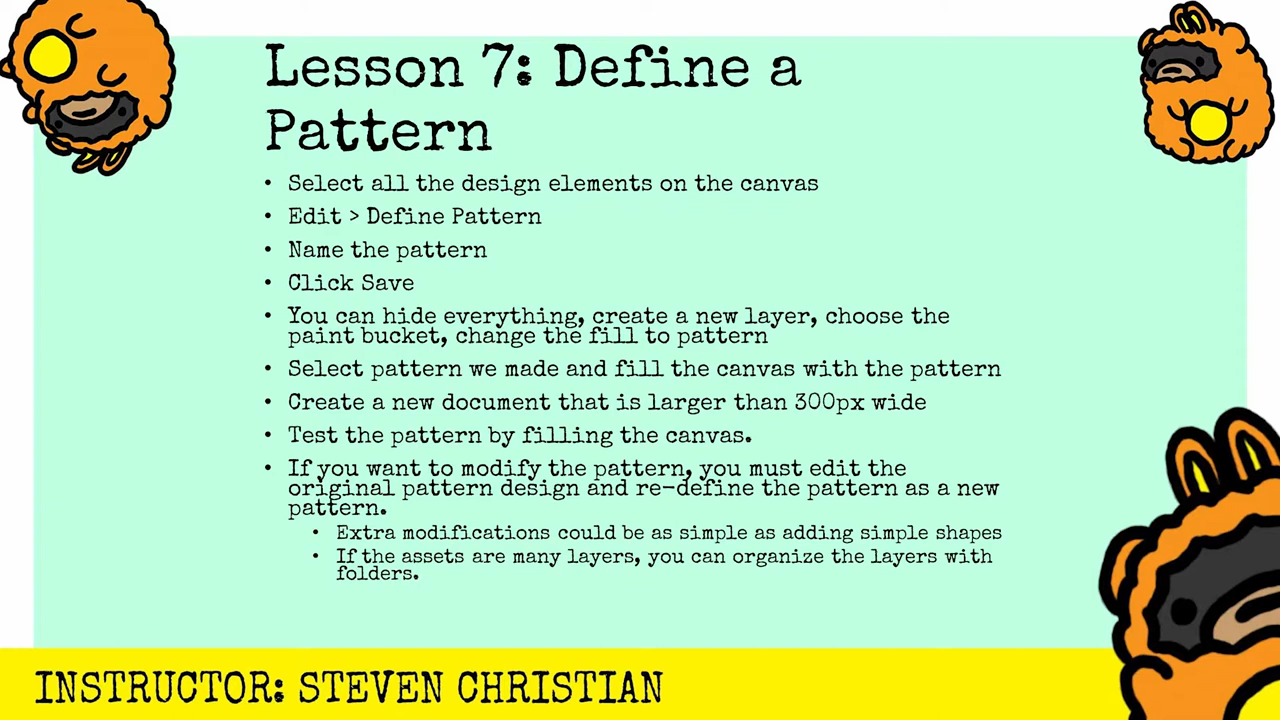 Lesson 7: Define a
Pattern
• Select all the design elements on the canvas
• Edit > Define Pattern
• Name the pattern
• Click Save
• You can hide everything, create a new layer, choose the
paint bucket, change the fill to pattern
• Select pattern we made and fill the canvas with the pattern
• Create a new document that is larger than 300px wide
• Test the pattern by filling the canvas.
• If you want to modify the pattern, you must edit the
original pattern design and re-define the pattern as a new
pattern.
• Extra modifications could be as simple as adding simple shapes
• If the assets are many layers, you can organize the layers with
folders.
INSTRUCTOR: STEVEN CHRISTIAN